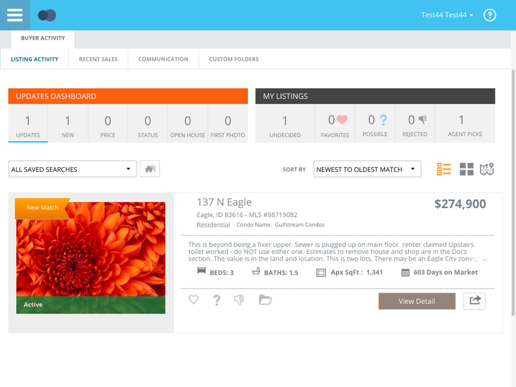 Test44 Test44
?
BUYER ACTIVITY
LISTING ACTIVITY
RECENT SALES
COMMUNICATION
CUSTOM FOLDERS
UPDATES DASHBOARD
1
UPDATES
1
NEW
0
PRICE
0
STATUS
0
OPEN HOUSE
0
FIRST PHOTO
MY LISTINGS
1
UNDECIDED
0
FAVORITES
0 ?
POSSIBLE
0
REJECTED
1
AGENT PICKS
ALL SAVED SEARCHES
SORT BY
NEWEST TO OLDEST MATCH
New Match
Active
137 N Eagle
$274,900
Eagle, ID 83616 - MLS #98719082
Residential - Condo Name: Gulfstream Condos
This is beyond being a fixer upper. Sewer is plugged up on main floor. renter claimed Upstairs
toilet worked - do NOT use either one. Estimates to remove house and shop are in the Docs
section. The value is in the land and location. This is two lots. There may be an Eagle City zoning, ...
BEDS: 3
BATHS: 1.5
Apx SqFt : 1,341
603 Days on Market
?
View Detail